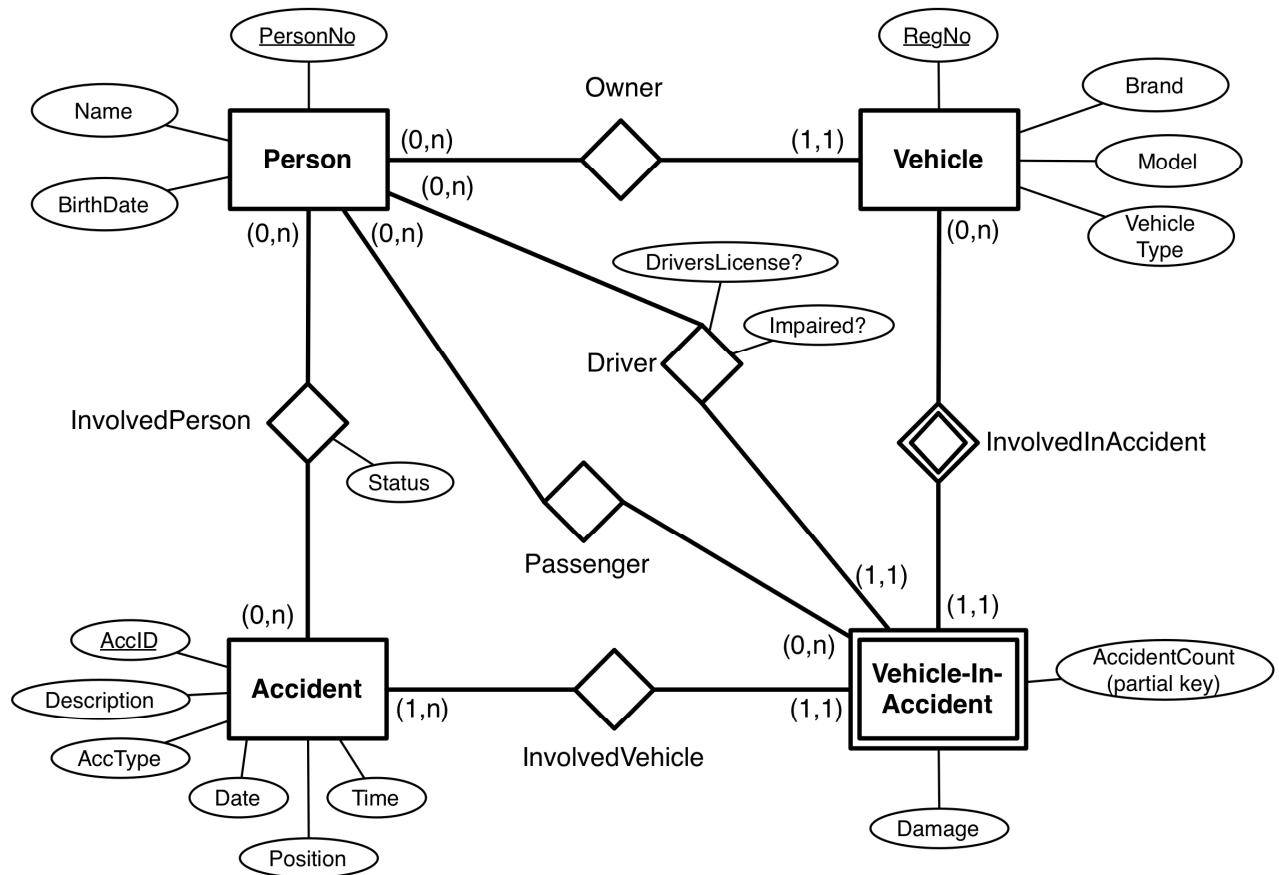 PersonNo
RegNo
Owner
Name
Brand
Person
(0,n)
(1,1)
Vehicle
Model
(0,n)
BirthDate
Vehicle
Type
(0,n)
(0,n)
(0,n)
DriversLicense?
Impaired?
Driver
InvolvedPerson
InvolvedInAccident
Status
Passenger
(1,1)
(1,1)
(0,n)
(0,n)
AccID
Description
AccType
Accident
(1,n)
(1,1)
Vehicle-In-
Accident
AccidentCount
(partial key)
InvolvedVehicle
Date
Time
Position
Damage